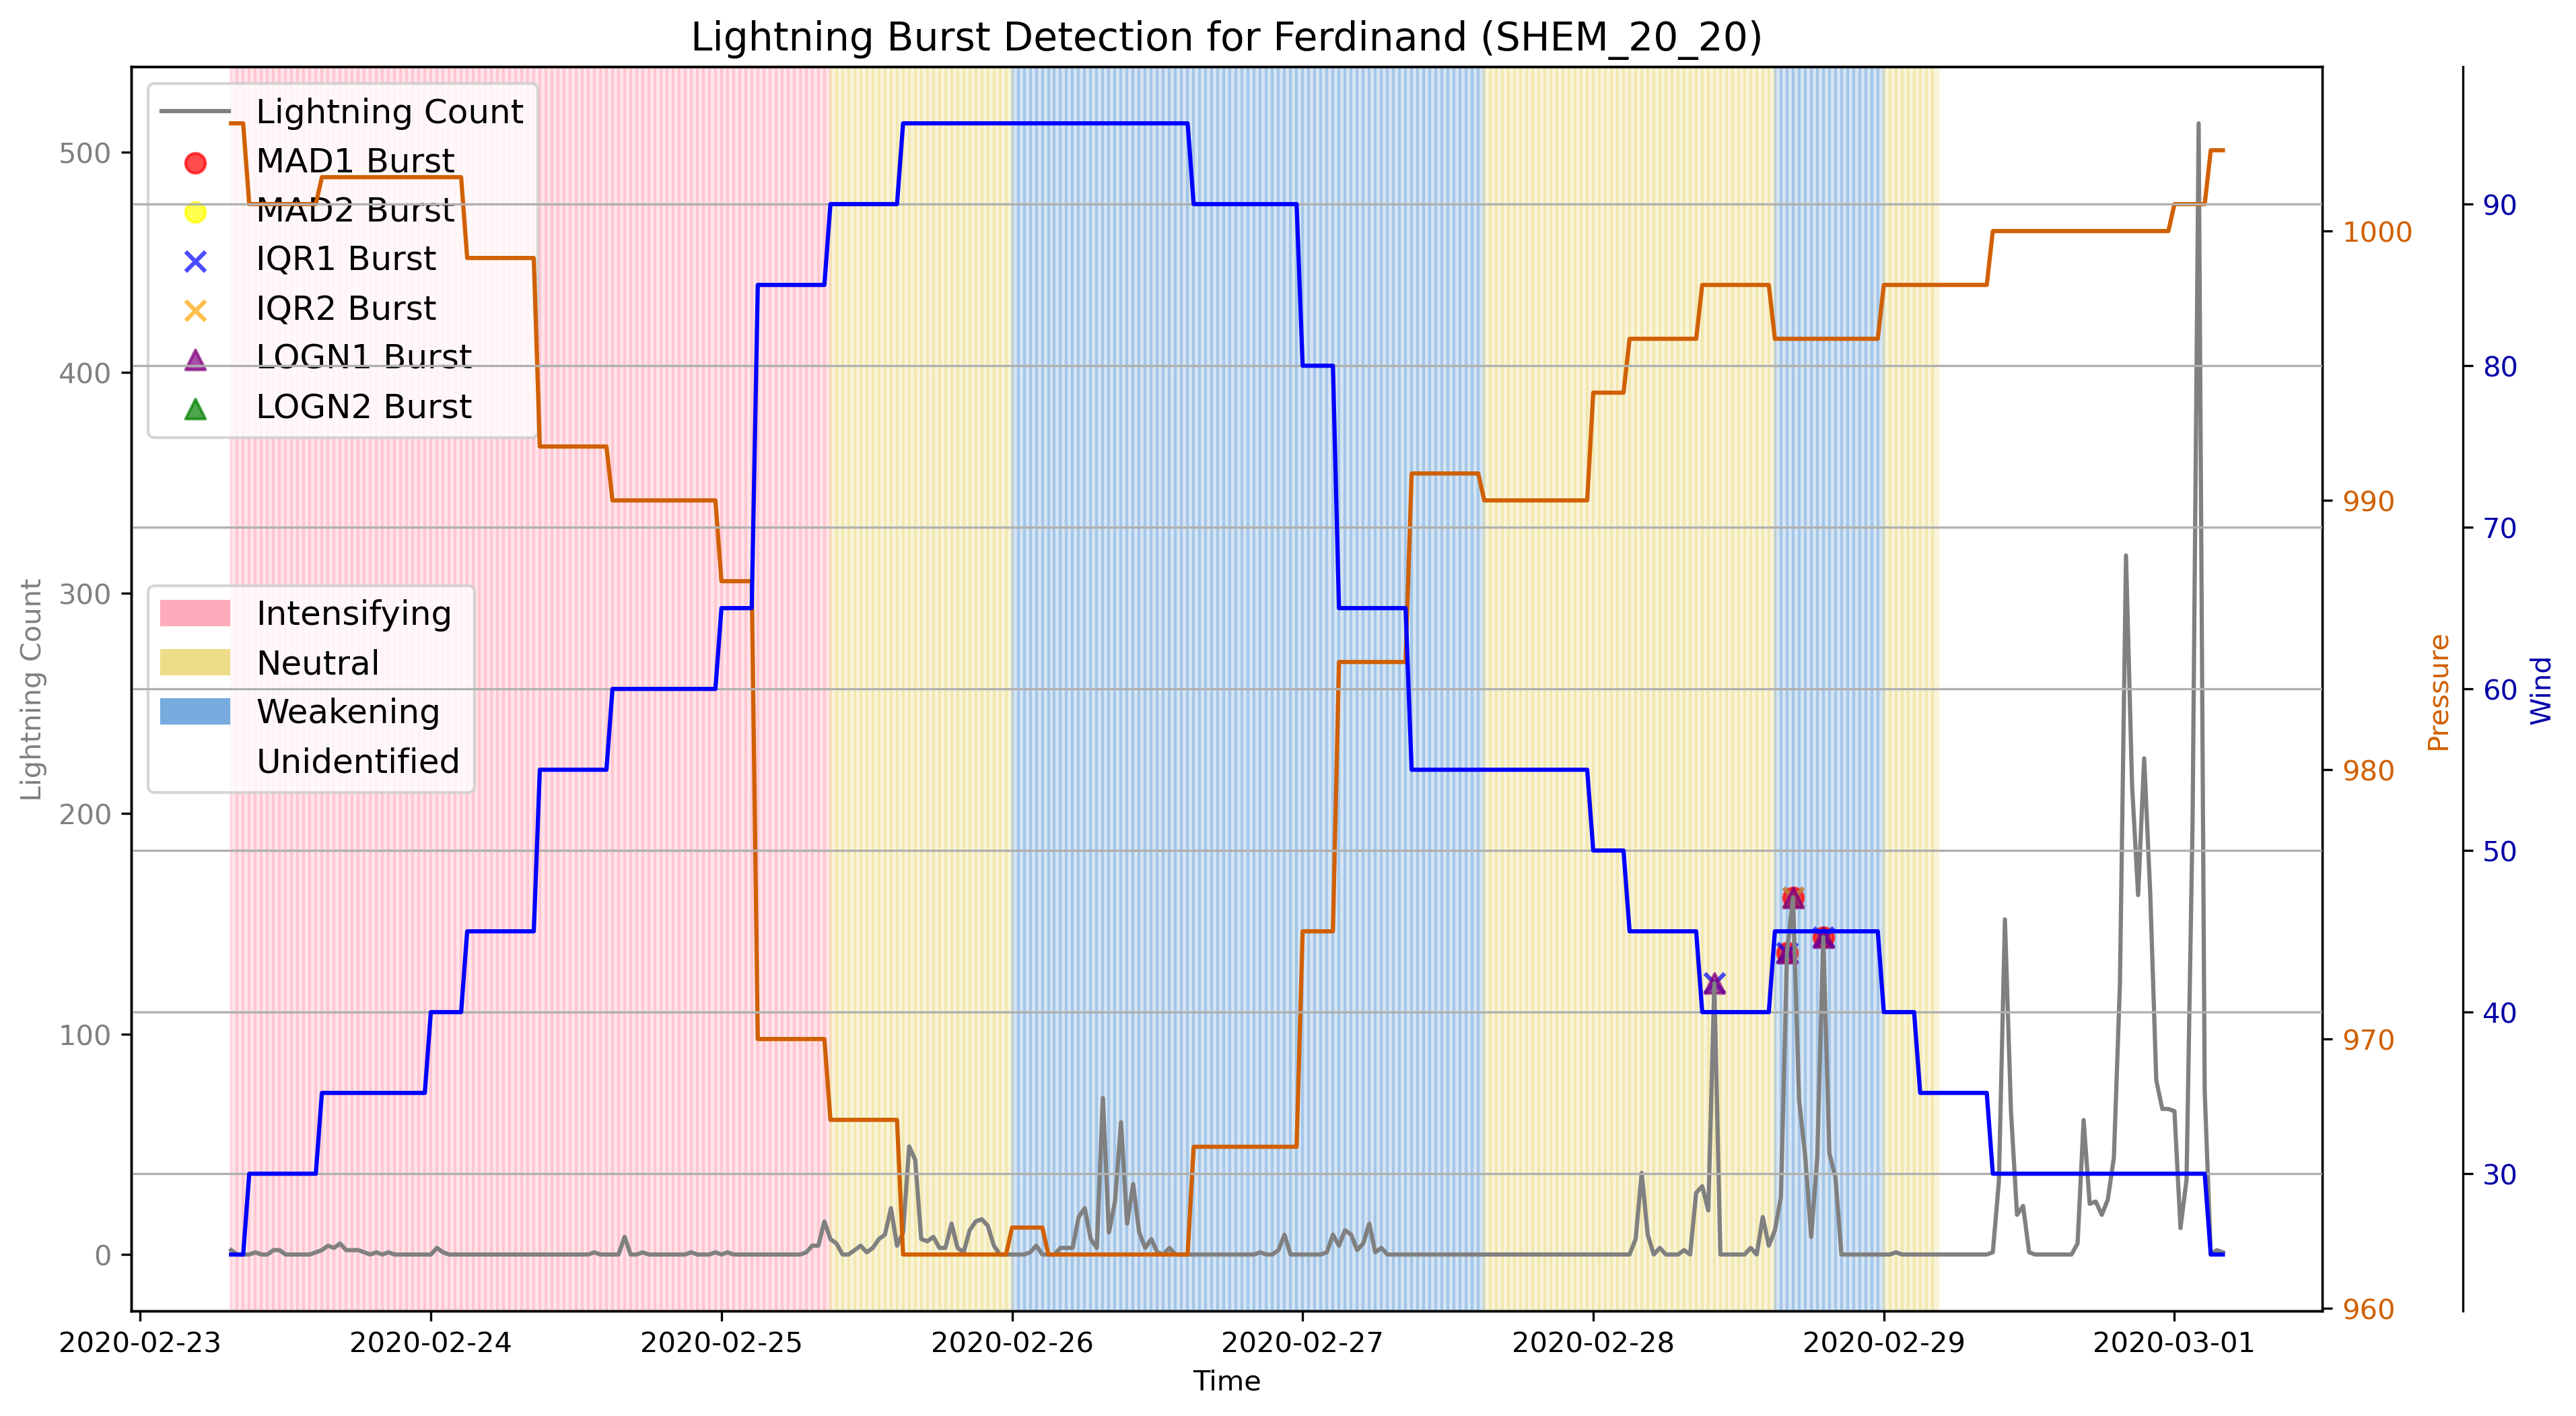 Lightning Burst Detection for Ferdinand (SHEM_20_20)
Lightning Count
MAD1 Burst
MAD2 Burst
IQR1 Burst
IQR2 Burst
LOGN1 Burst
LOGN2 Burst
Intensifying
Neutral
Weakening
Unidentified
Lightning Count
500
400
300
200
100
0
1000
990
980
970
960
Pressure
90
80
70
60
50
40
30
Wind
2020-02-23
2020-02-24
2020-02-25
2020-02-26
2020-02-27
2020-02-28
2020-02-29
2020-03-01
Time